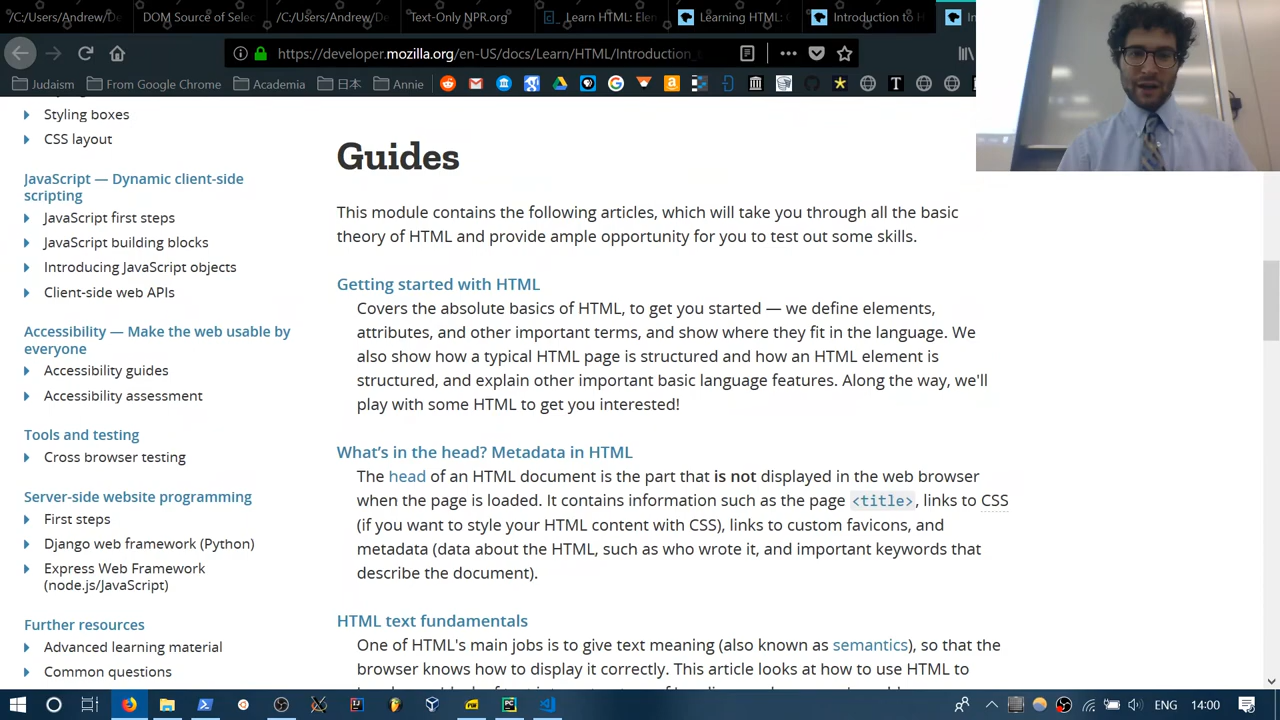 /C:/Users/Andrew/De
DOM Source of Selec
/C:/Users/Andrew/De
Text-Only NPR.org
Learn HTML: Elem
Learning HTML: G
Introduction to H
https://developer.mozilla.org/en-US/docs/Learn/HTML/Introduction_
Judaism
From Google Chrome
Academia
日本
Annie
Styling boxes
CSS layout
JavaScript — Dynamic client-side
scripting
JavaScript first steps
JavaScript building blocks
Introducing JavaScript objects
Client-side web APIs
Accessibility — Make the web usable by
everyone
Accessibility guides
Accessibility assessment
Tools and testing
Cross browser testing
Server-side website programming
First steps
Django web framework (Python)
Express Web Framework
(node.js/JavaScript)
Further resources
Advanced learning material
Common questions
Guides
This module contains the following articles, which will take you through all the basic
theory of HTML and provide ample opportunity for you to test out some skills.
Getting started with HTML
Covers the absolute basics of HTML, to get you started — we define elements,
attributes, and other important terms, and show where they fit in the language. We
also show how a typical HTML page is structured and how an HTML element is
structured, and explain other important basic language features. Along the way, we'll
play with some HTML to get you interested!
What's in the head? Metadata in HTML
The head of an HTML document is the part that is not displayed in the web browser
when the page is loaded. It contains information such as the page <title>, links to CSS
(if you want to style your HTML content with CSS), links to custom favicons, and
metadata (data about the HTML, such as who wrote it, and important keywords that
describe the document).
HTML text fundamentals
One of HTML's main jobs is to give text meaning (also known as semantics), so that the
browser knows how to display it correctly. This article looks at how to use HTML to
ENG
14:00